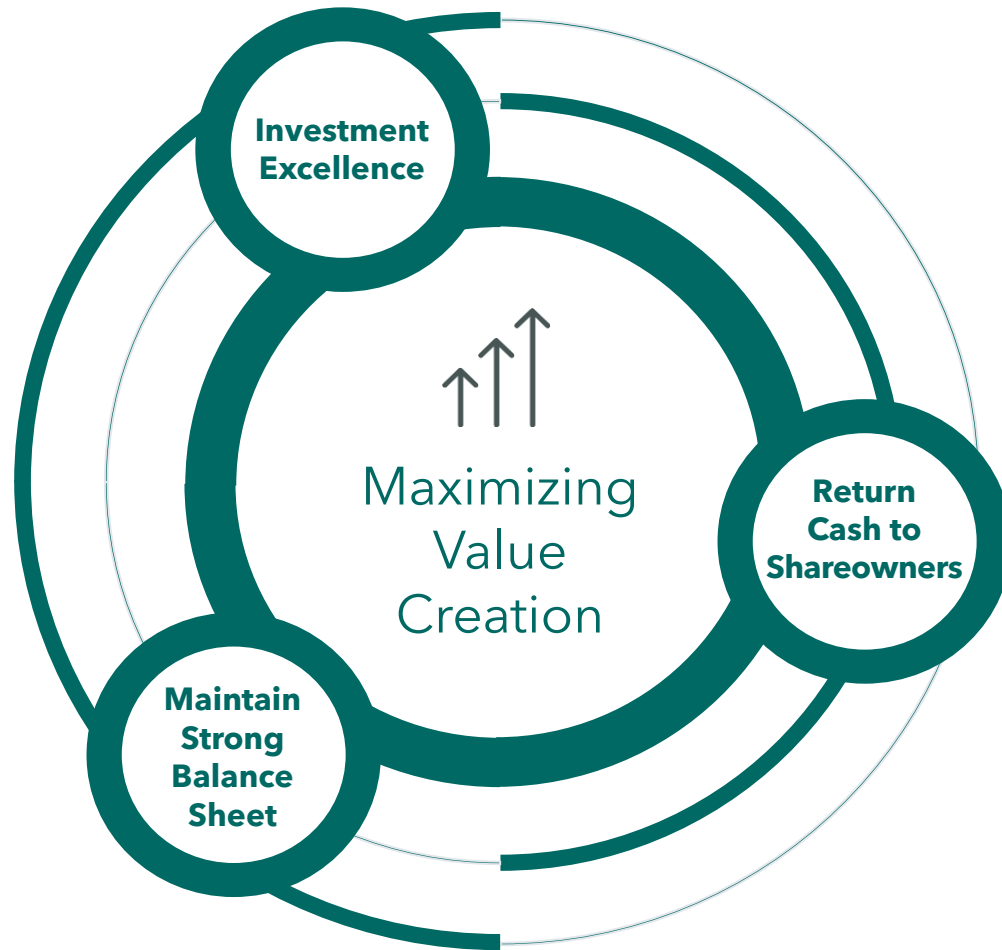 Investment
Excellence
Maximizing
Value
Creation
Return
Cash to
Shareowners
Maintain
Strong
Balance
Sheet